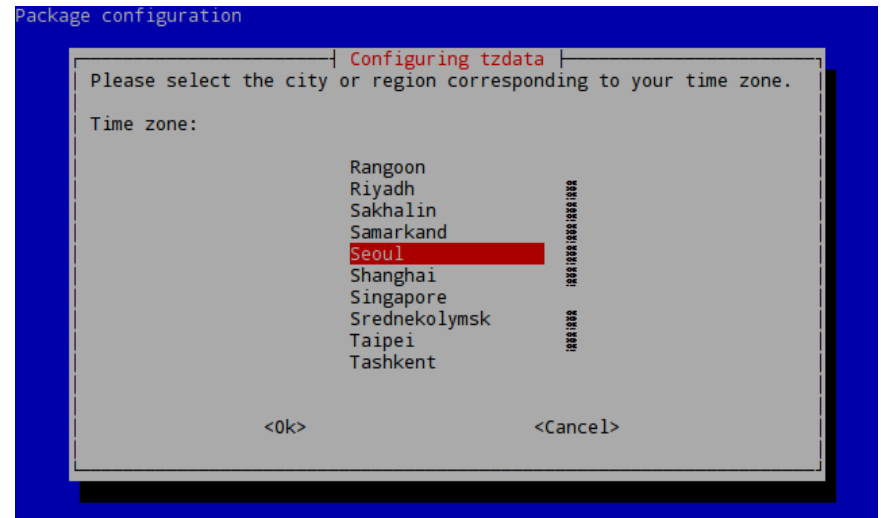 Package configuration
Configuring tzdata
Please select the city or region corresponding to your time zone.
Time zone:
Rangoon
Riyadh
Sakhalin
Samarkand
Seoul
Shanghai
Singapore
Srednekolymsk
Taipei
Tashkent
<Ok> <Cancel>